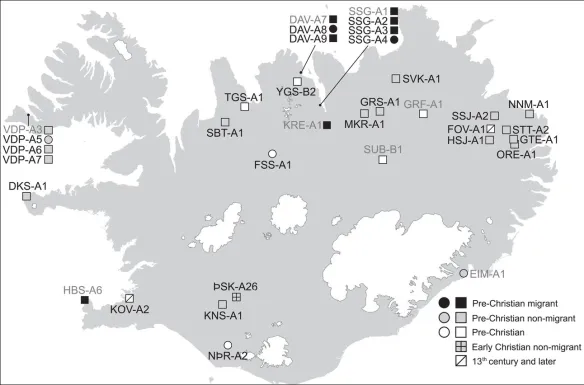 DAV-A7
DAV-A8
DAV-A9
SSG-A1
SSG-A2
SSG-A3
SSG-A4
SVK-A1
YGS-B2
TGS-A1
GRS-A1
GRF-A1
NNM-A1
SBT-A1
KRE-A1
MKR-A1
SSJ-A2
FOV-A1
STT-A2
HSJ-A1
GTE-A1
ORE-A1
VDP-A3
VDP-A5
VDP-A6
VDP-A7
SUB-B1
FSS-A1
DKS-A1
EIM-A1
HBS-A6
KOV-A2
ÞSK-A26
KNS-A1
NÞR-A2
Pre-Christian migrant
Pre-Christian non-migrant
Pre-Christian
Early Christian non-migrant
13th century and later